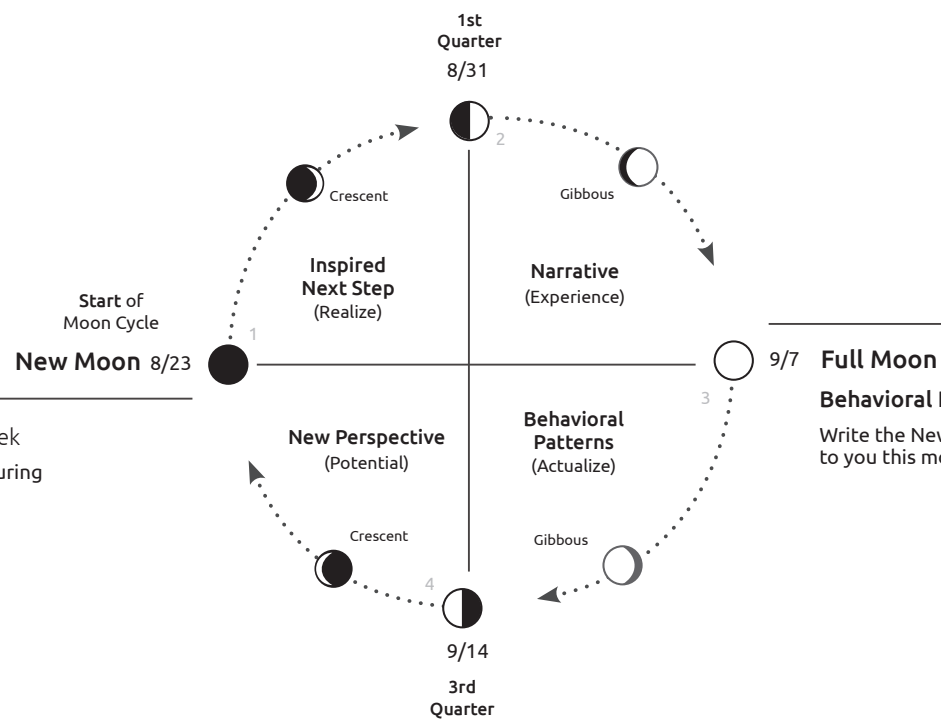 1st
Quarter
8/31
2
Crescent
Gibbous
Inspired
Next Step
(Realize)
Narrative
(Experience)
Start of
Moon Cycle
1
New Moon 8/23
9/7 Full Moon
3
Behavioral
Write the
to you this
New Perspective
(Potential)
Behavioral
Patterns
(Actualize)
Crescent
Gibbous
4
9/14
3rd
Quarter